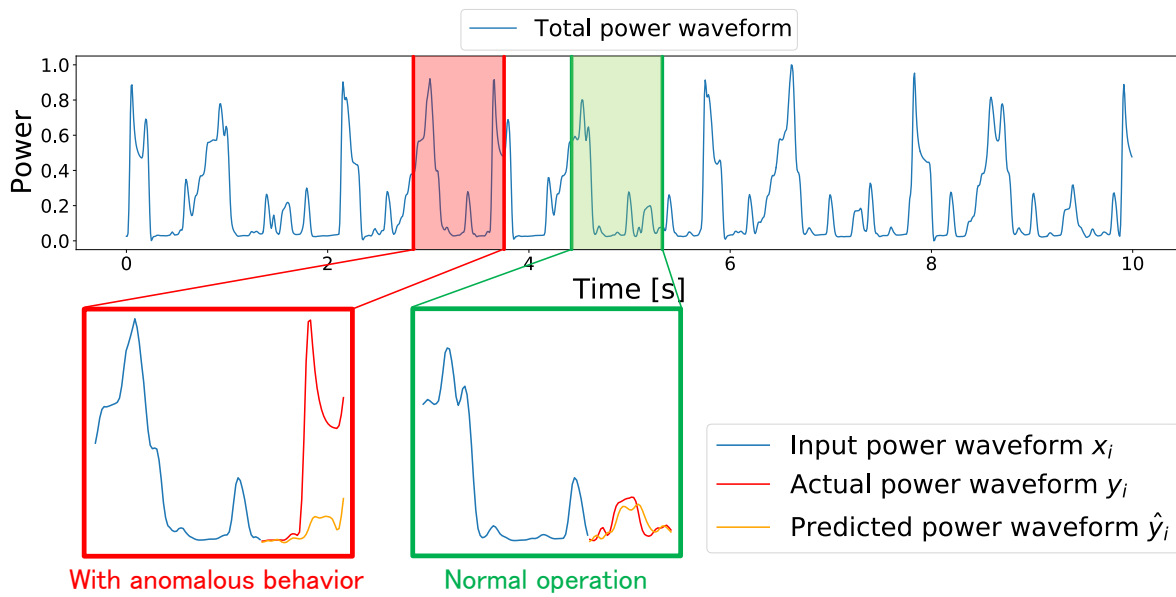 Total power waveform
1.0
0.8
0.6
0.4
0.2
0.0
Power
0 2 4 6 8 10
Time [s]
Input power waveform xᵢ
Actual power waveform yᵢ
Predicted power waveform ŷᵢ
With anomalous behavior
Normal operation